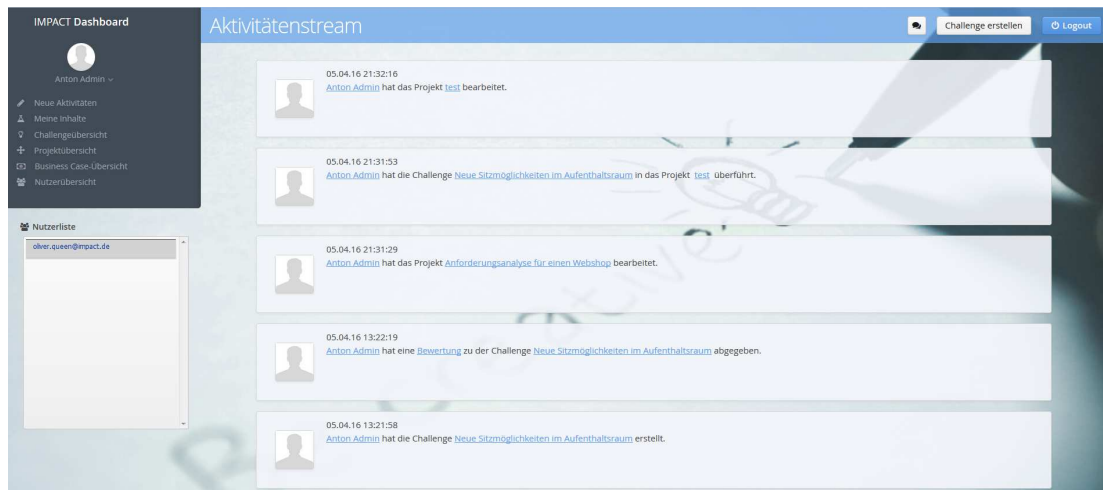 IMPACT Dashboard
Anton Admin
Neue Aktivitäten
Meine Inhalte
Challengeübersicht
Projektübersicht
Business Case-Übersicht
Nutzerübersicht
Nutzerliste
oliver.queen@impact.de
Aktivitätenstream
Challenge erstellen
Logout
05.04.16 21:32:16
Anton Admin hat das Projekt test bearbeitet.
05.04.16 21:31:53
Anton Admin hat die Challenge Neue Sitzmöglichkeiten im Aufenthaltsraum in das Projekt test überführt.
05.04.16 21:31:29
Anton Admin hat das Projekt Anforderungsanalyse für einen Webshop bearbeitet.
05.04.16 13:22:19
Anton Admin hat eine Bewertung zu der Challenge Neue Sitzmöglichkeiten im Aufenthaltsraum abgegeben.
05.04.16 13:21:58
Anton Admin hat die Challenge Neue Sitzmöglichkeiten im Aufenthaltsraum erstellt.
Be creative